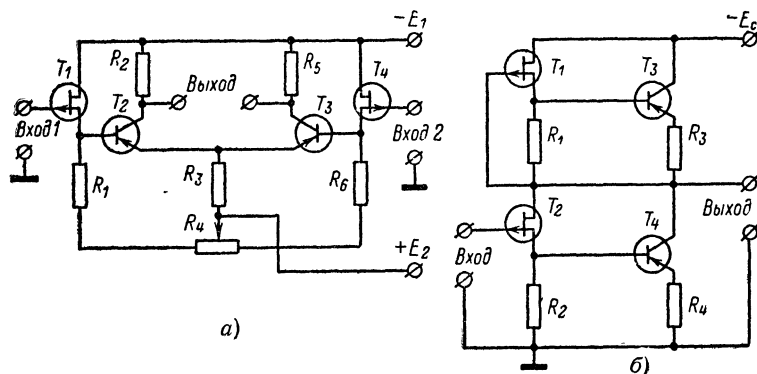 −E₁
T₁
R₂
R₅
T₄
T₂
Выход
T₃
Вход 1
Вход 2
R₁
R₃
R₆
R₄
+E₂
а)
−Eс
T₁
T₃
R₁
R₃
T₂
T₄
Выход
Вход
R₂
R₄
б)